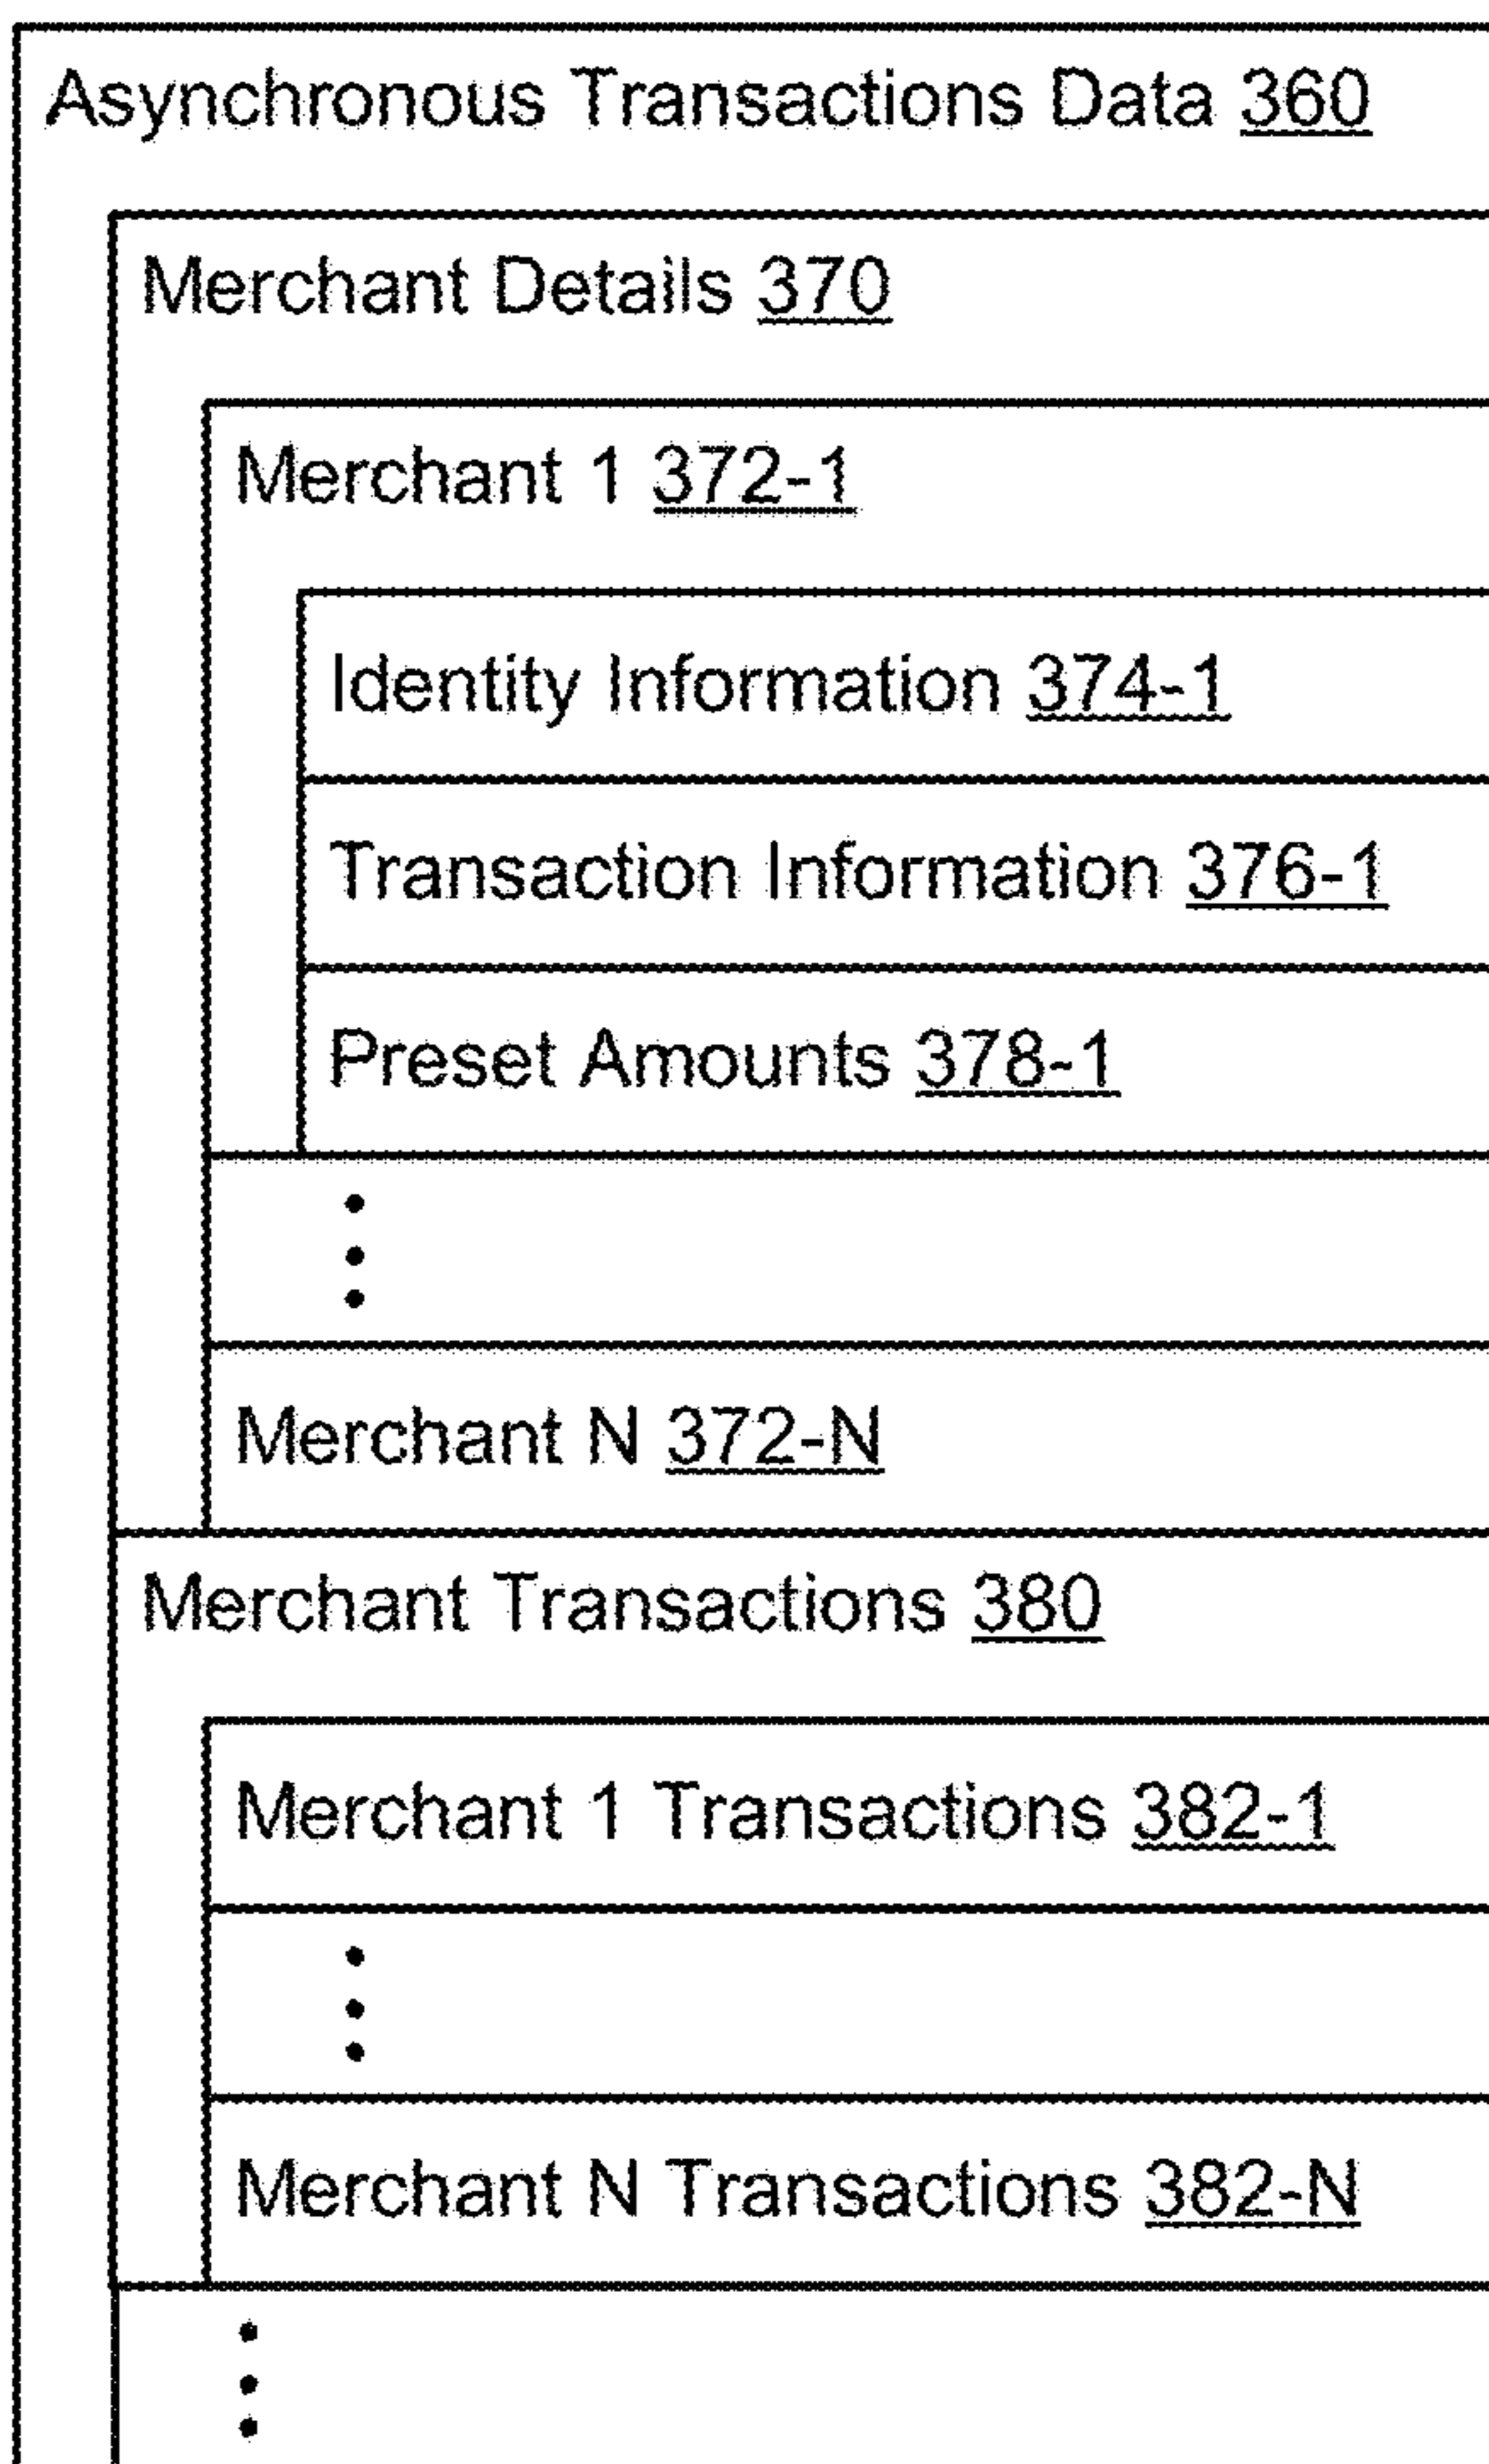 Asynchronous Transactions Data 360
Merchant Details 370
Merchant 1 372-1
Identity Information 374-1
Transaction Information 376-1
Preset Amounts 378-1
Merchant N 372-N
Merchant Transactions 380
Merchant 1 Transactions 382-1
Merchant N Transactions 382-N